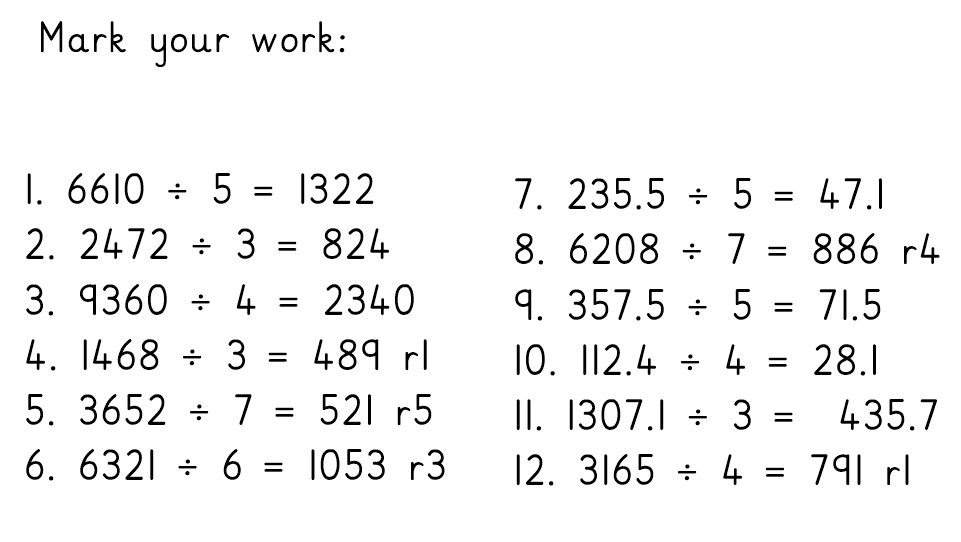 Mark your work:
1. 6610 ÷ 5 = 1322
2. 2472 ÷ 3 = 824
3. 9360 ÷ 4 = 2340
4. 1468 ÷ 3 = 489 r1
5. 3652 ÷ 7 = 521 r5
6. 6321 ÷ 6 = 1053 r3
7. 235.5 ÷ 5 = 47.1
8. 6208 ÷ 7 = 886 r4
9. 357.5 ÷ 5 = 71.5
10. 112.4 ÷ 4 = 28.1
11. 1307.1 ÷ 3 = 435.7
12. 3165 ÷ 4 = 791 r1